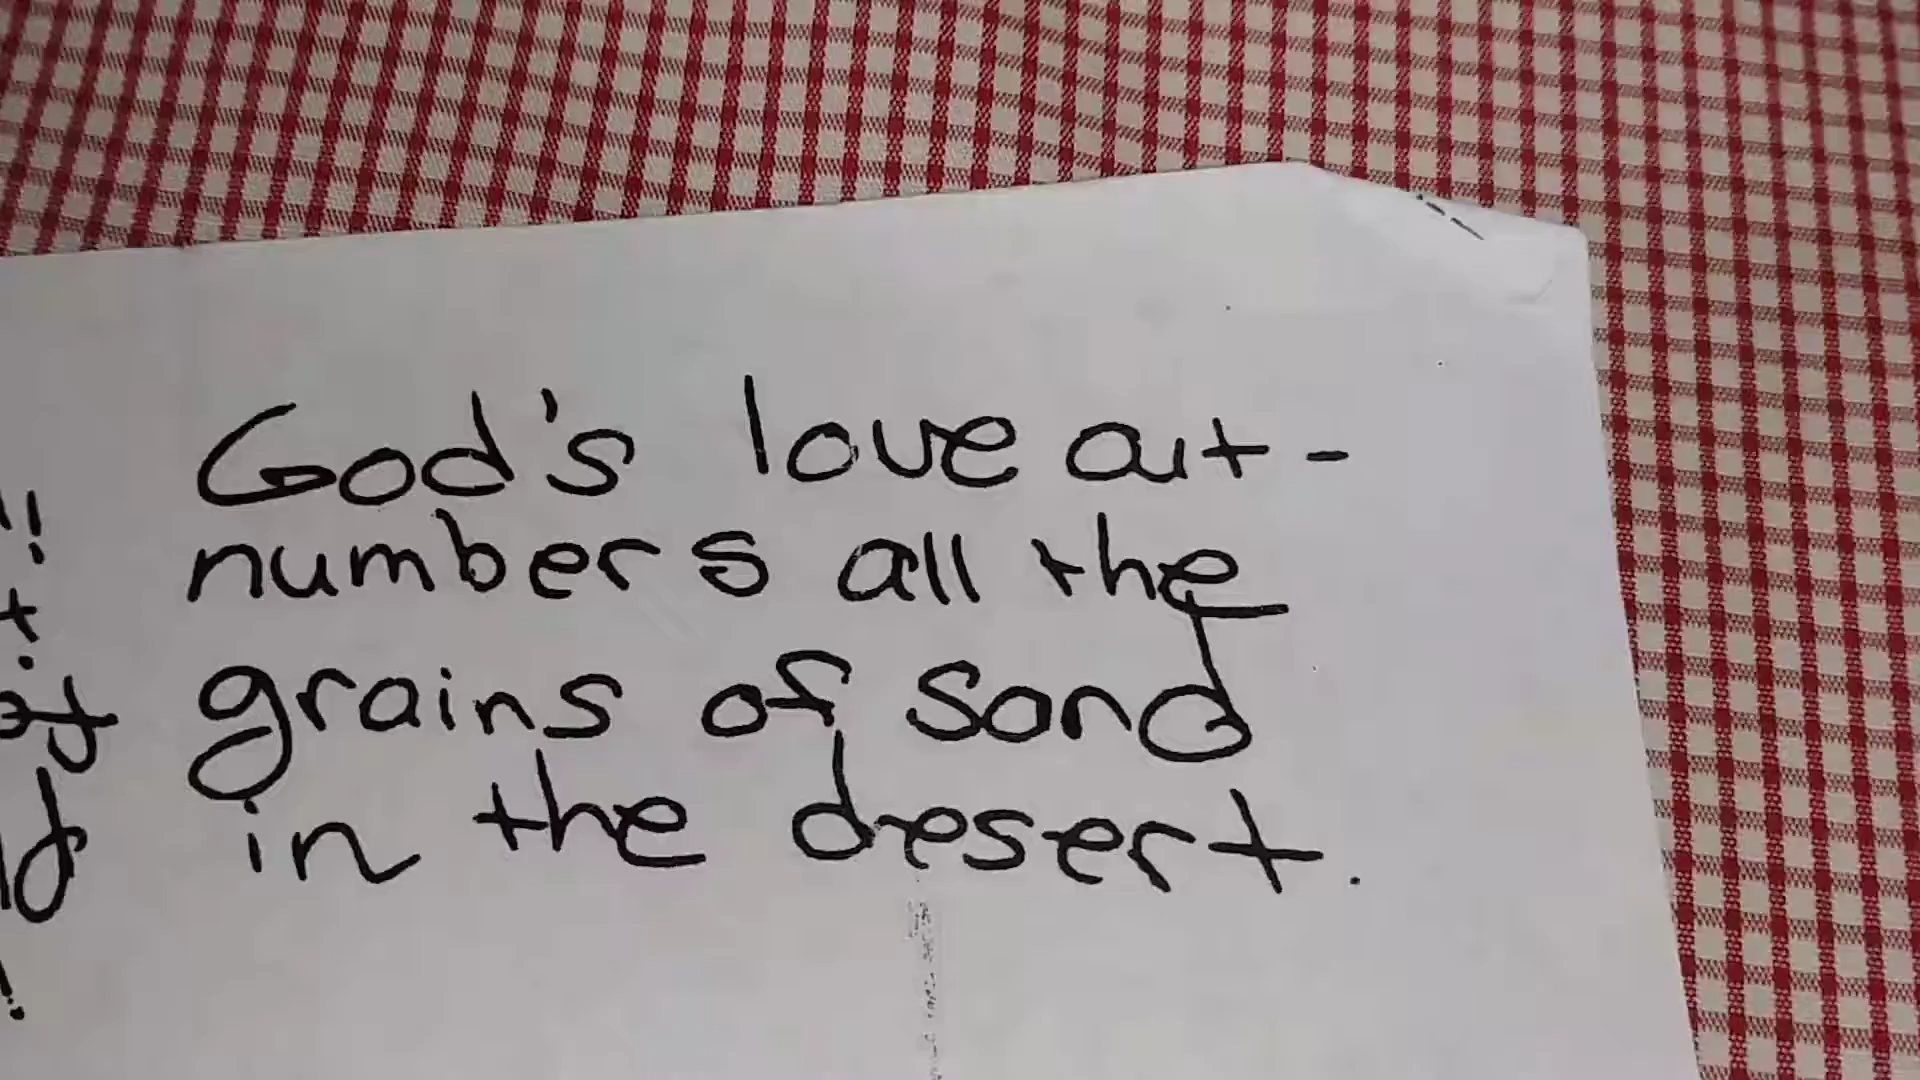 God's love out-
numbers all the
grains of sand
in the desert.